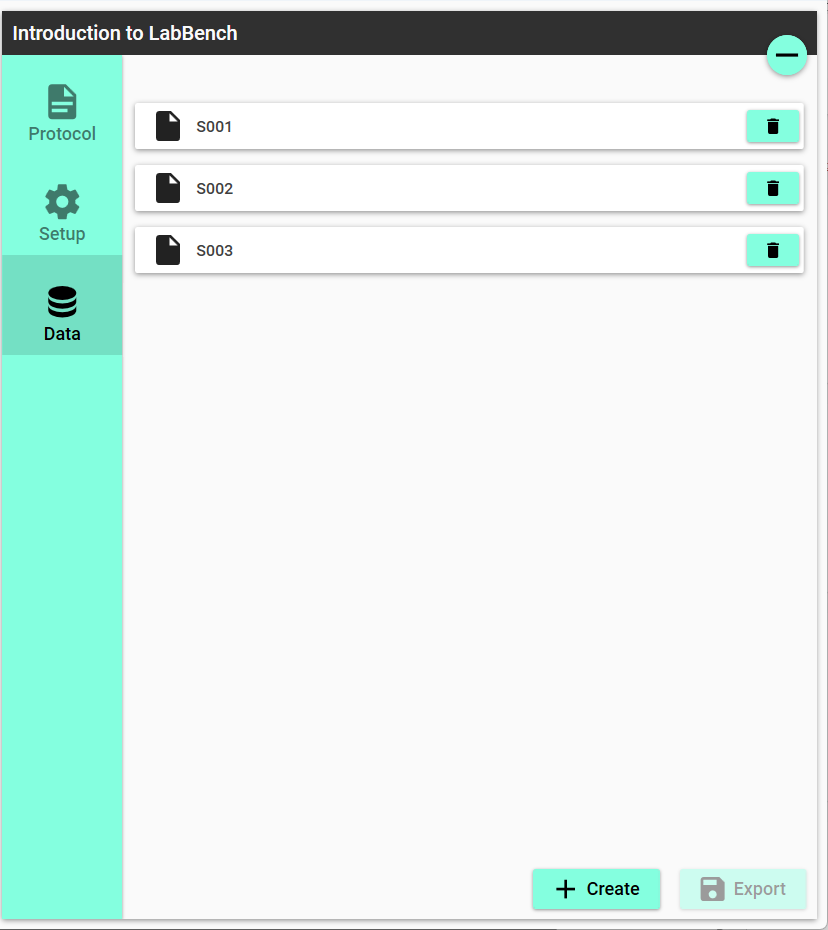 Introduction to LabBench
Protocol
Setup
Data
S001
S002
S003
Create
Export